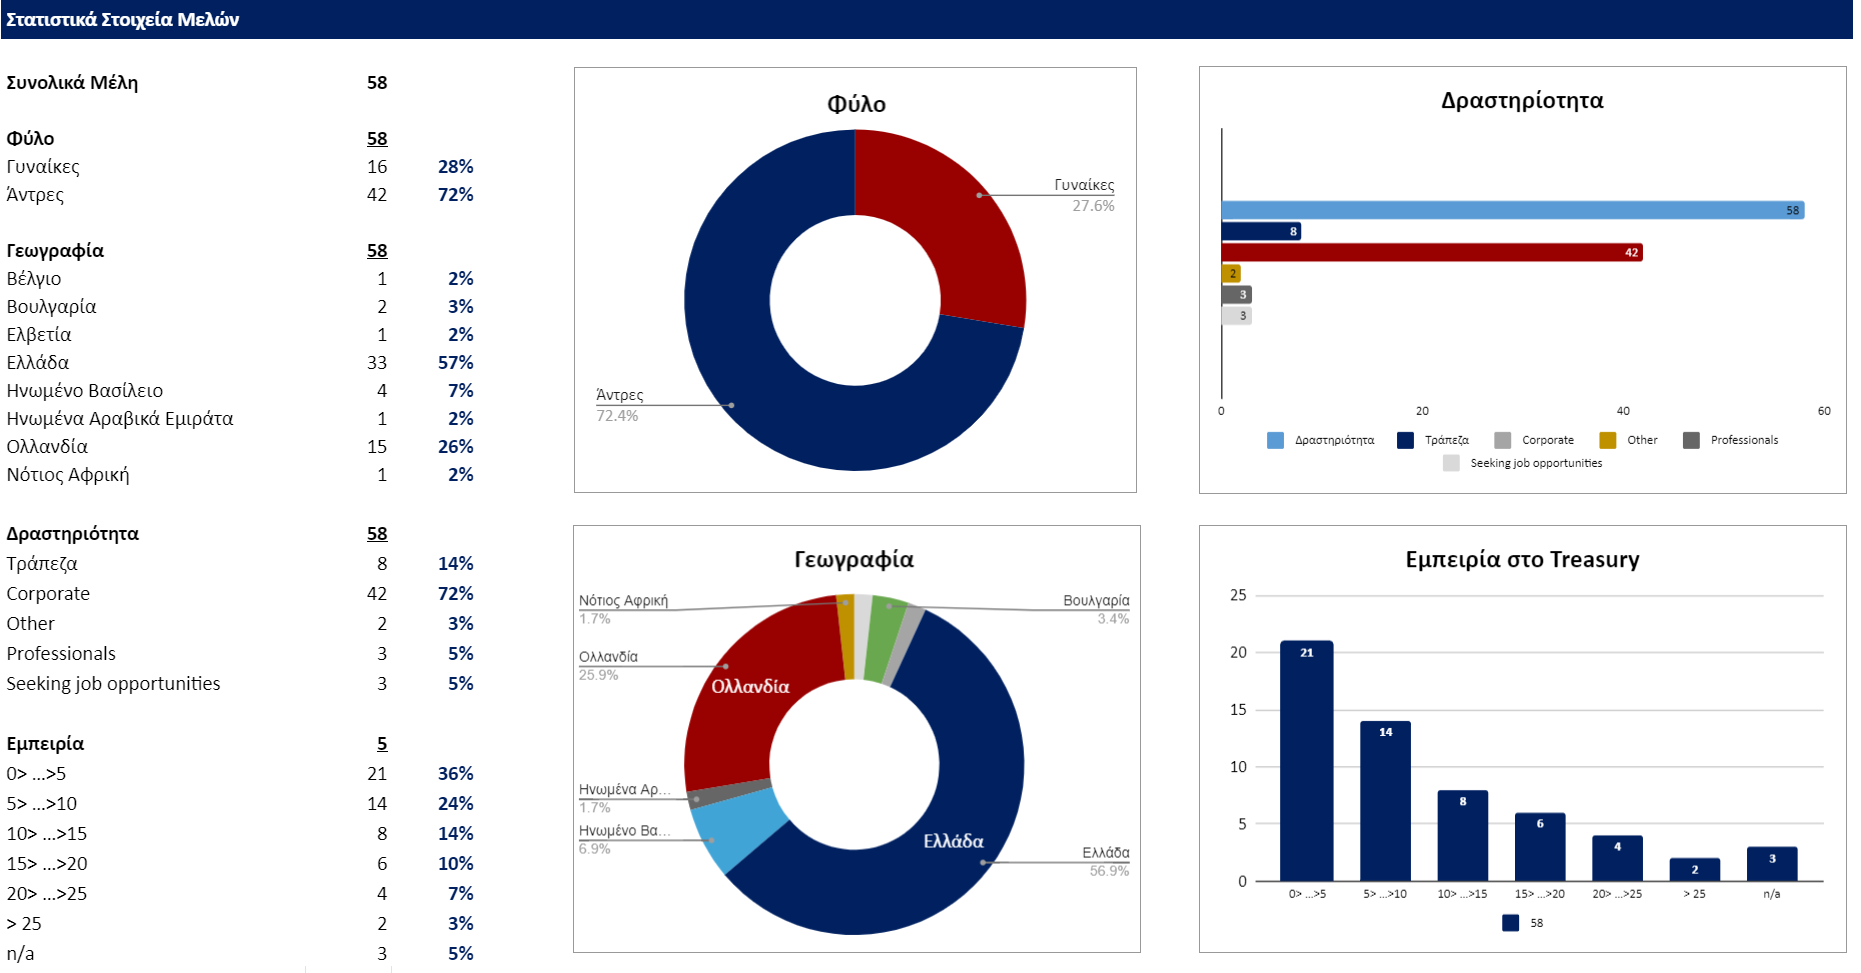 Στατιστικά Στοιχεία Μελών
Συνολικά Μέλη 58
Φύλο 58
Γυναίκες 16 28%
Άντρες 42 72%
Γεωγραφία 58
Βέλγιο 1 2%
Βουλγαρία 2 3%
Ελβετία 1 2%
Ελλάδα 33 57%
Ηνωμένο Βασίλειο 4 7%
Ηνωμένα Αραβικά Εμιράτα 1 2%
Ολλανδία 15 26%
Νότιος Αφρική 1 2%
Δραστηριότητα 58
Τράπεζα 8 14%
Corporate 42 72%
Other 2 3%
Professionals 3 5%
Seeking job opportunities 3 5%
Εμπειρία 5
0> ...>5 21 36%
5> ...>10 14 24%
10> ...>15 8 14%
15> ...>20 6 10%
20> ...>25 4 7%
> 25 2 3%
n/a 3 5%
Φύλο
Γυναίκες
27.6%
Άντρες
72.4%
Δραστηρίοτητα
58
8
42
2
3
3
0 20 40 60
Δραστηριότητα Τράπεζα Corporate Other Professionals
Seeking job opportunities
Γεωγραφία
Νότιος Αφρική
1.7%
Βουλγαρία
3.4%
Ολλανδία
25.9%
Ολλανδία
Ηνωμένα Αρ...
1.7%
Ηνωμένο Βα...
6.9%
Ελλάδα
Ελλάδα
56.9%
Εμπειρία στο Treasury
25
20
15
10
5
0
21
14
8
6
4
2
3
0> ...>5 5> ...>10 10> ...>15 15> ...>20 20> ...>25 > 25 n/a
58